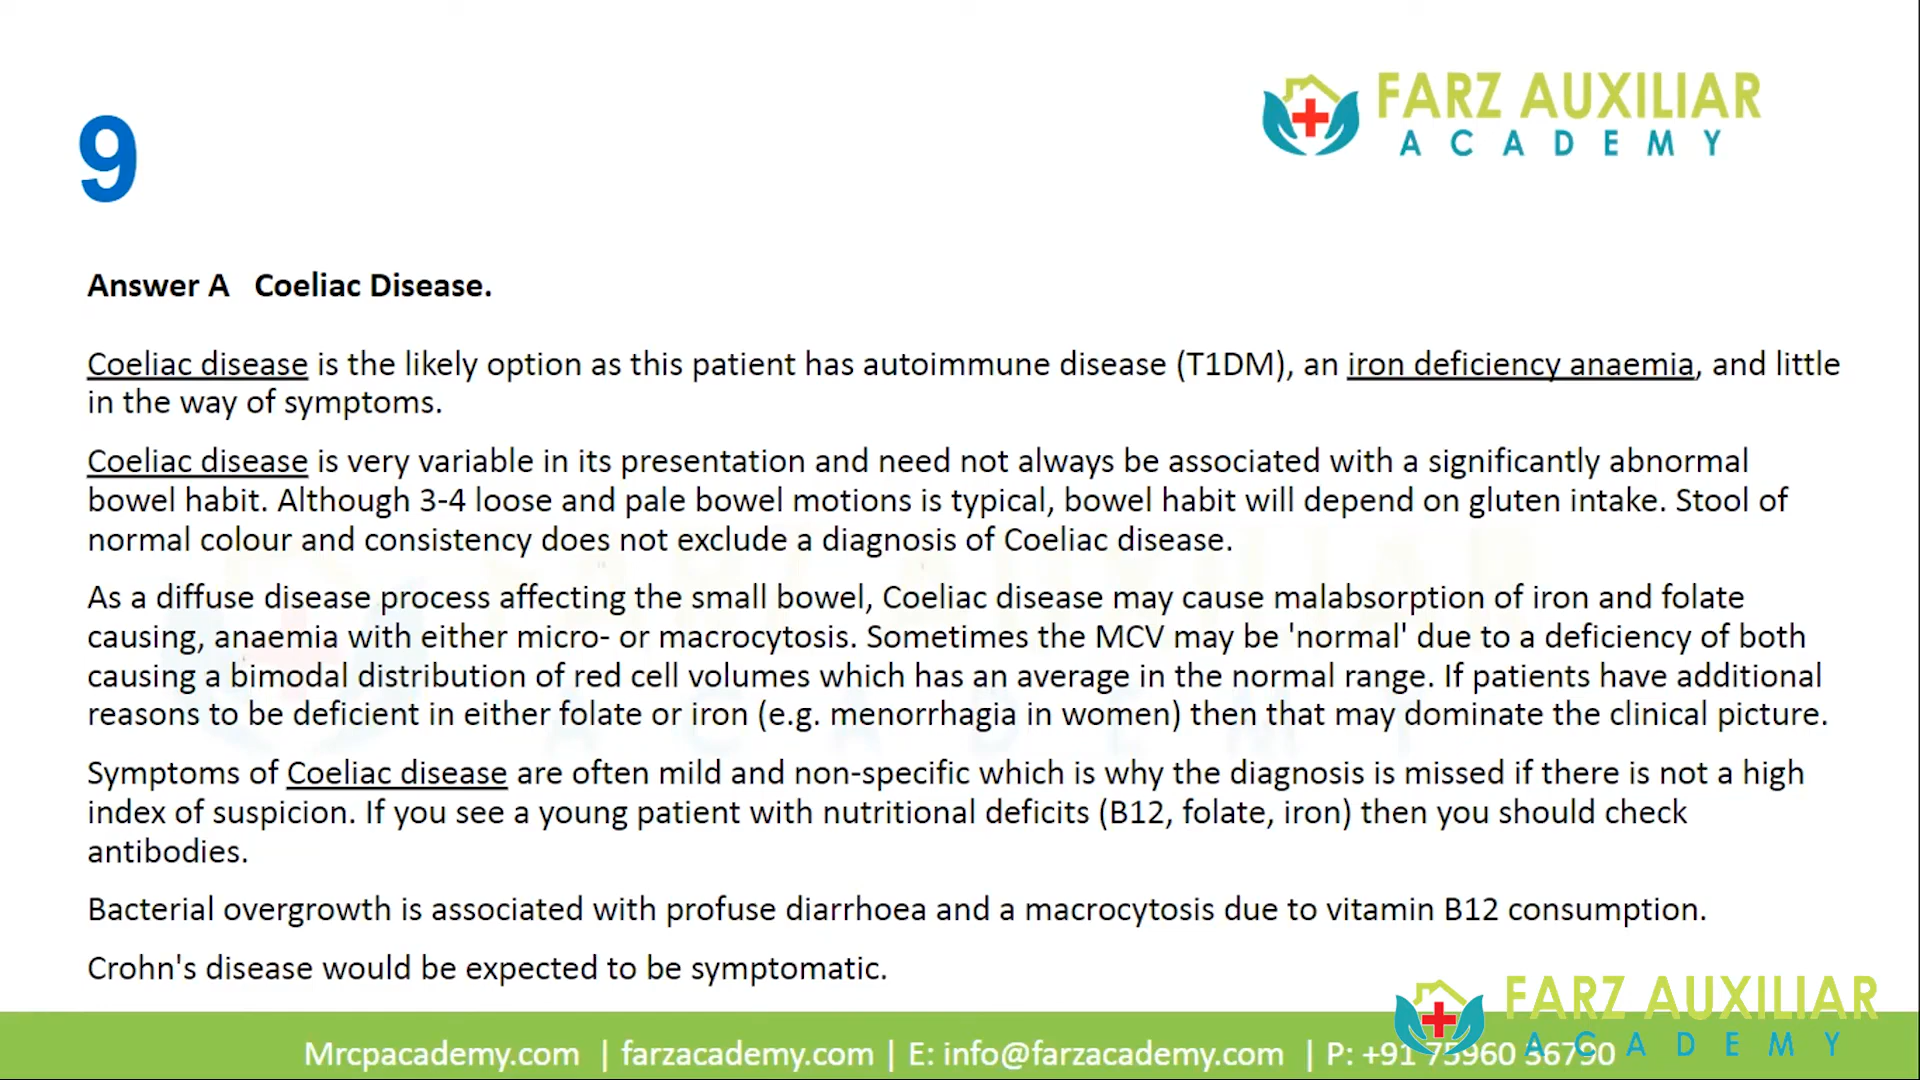 FARZ AUXILIAR
ACADEMY
9
Answer A   Coeliac Disease.
Coeliac disease is the likely option as this patient has autoimmune disease (T1DM), an iron deficiency anaemia, and little
in the way of symptoms.
Coeliac disease is very variable in its presentation and need not always be associated with a significantly abnormal
bowel habit. Although 3-4 loose and pale bowel motions is typical, bowel habit will depend on gluten intake. Stool of
normal colour and consistency does not exclude a diagnosis of Coeliac disease.
As a diffuse disease process affecting the small bowel, Coeliac disease may cause malabsorption of iron and folate
causing, anaemia with either micro- or macrocytosis. Sometimes the MCV may be 'normal' due to a deficiency of both
causing a bimodal distribution of red cell volumes which has an average in the normal range. If patients have additional
reasons to be deficient in either folate or iron (e.g. menorrhagia in women) then that may dominate the clinical picture.
Symptoms of Coeliac disease are often mild and non-specific which is why the diagnosis is missed if there is not a high
index of suspicion. If you see a young patient with nutritional deficits (B12, folate, iron) then you should check
antibodies.
Bacterial overgrowth is associated with profuse diarrhoea and a macrocytosis due to vitamin B12 consumption.
Crohn's disease would be expected to be symptomatic.
FARZ AUXILIAR
ACADEMY
Mrcpacademy.com | farzacademy.com | E: info@farzacademy.com | P: +91 75960 36790